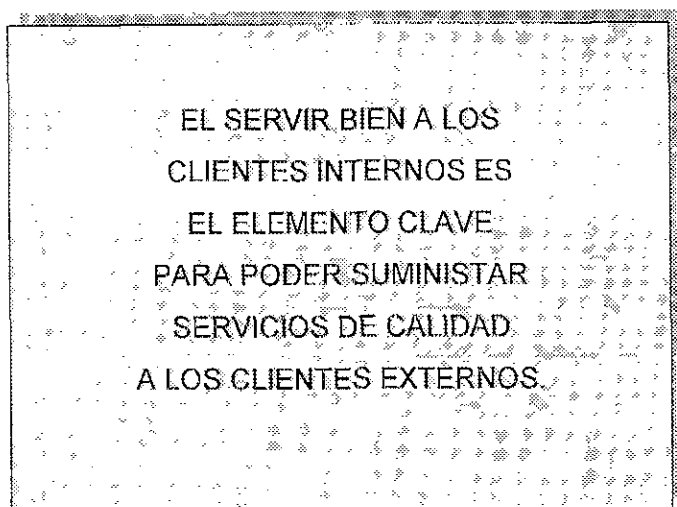 EL SERVIR BIEN A LOS
CLIENTES INTERNOS ES
EL ELEMENTO CLAVE
PARA PODER SUMINISTAR
SERVICIOS DE CALIDAD
A LOS CLIENTES EXTERNOS.